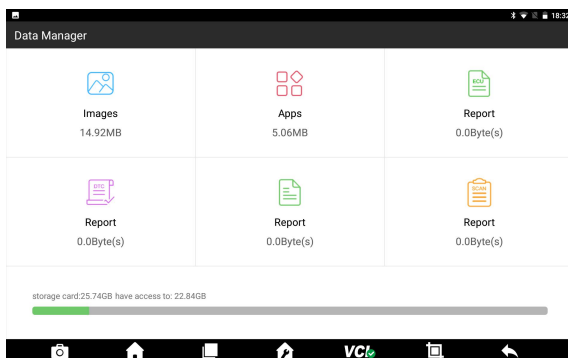 18:32
Data Manager
Images
14.92MB
Apps
5.06MB
ECU
Report
0.0Byte(s)
DTC
Report
0.0Byte(s)
Report
0.0Byte(s)
SCAN
Report
0.0Byte(s)
storage card:25.74GB have access to: 22.84GB
VCI